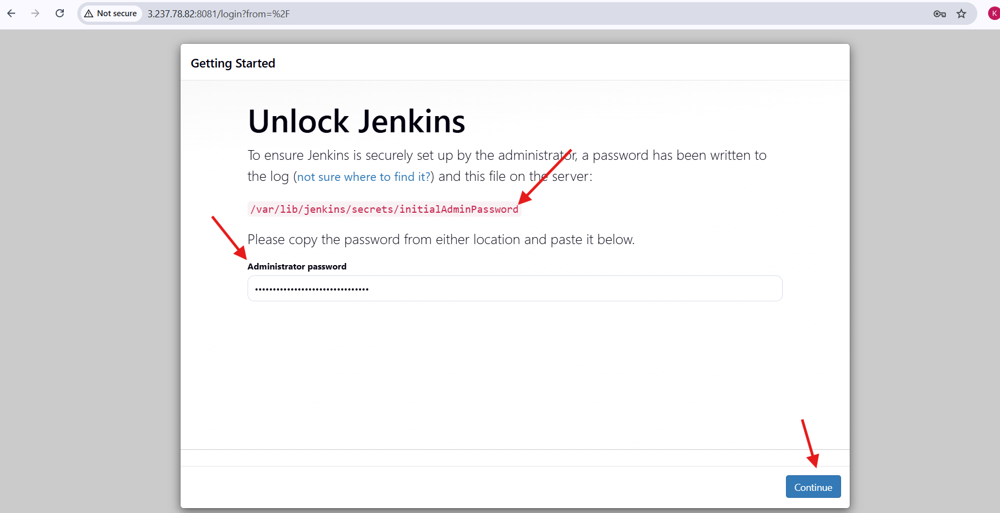 Not secure 3.237.78.82:8081/login?from=%2F
K
Getting Started
Unlock Jenkins
To ensure Jenkins is securely set up by the administrator, a password has been written to
the log (not sure where to find it?) and this file on the server:
/var/lib/jenkins/secrets/initialAdminPassword
Please copy the password from either location and paste it below.
Administrator password
Continue